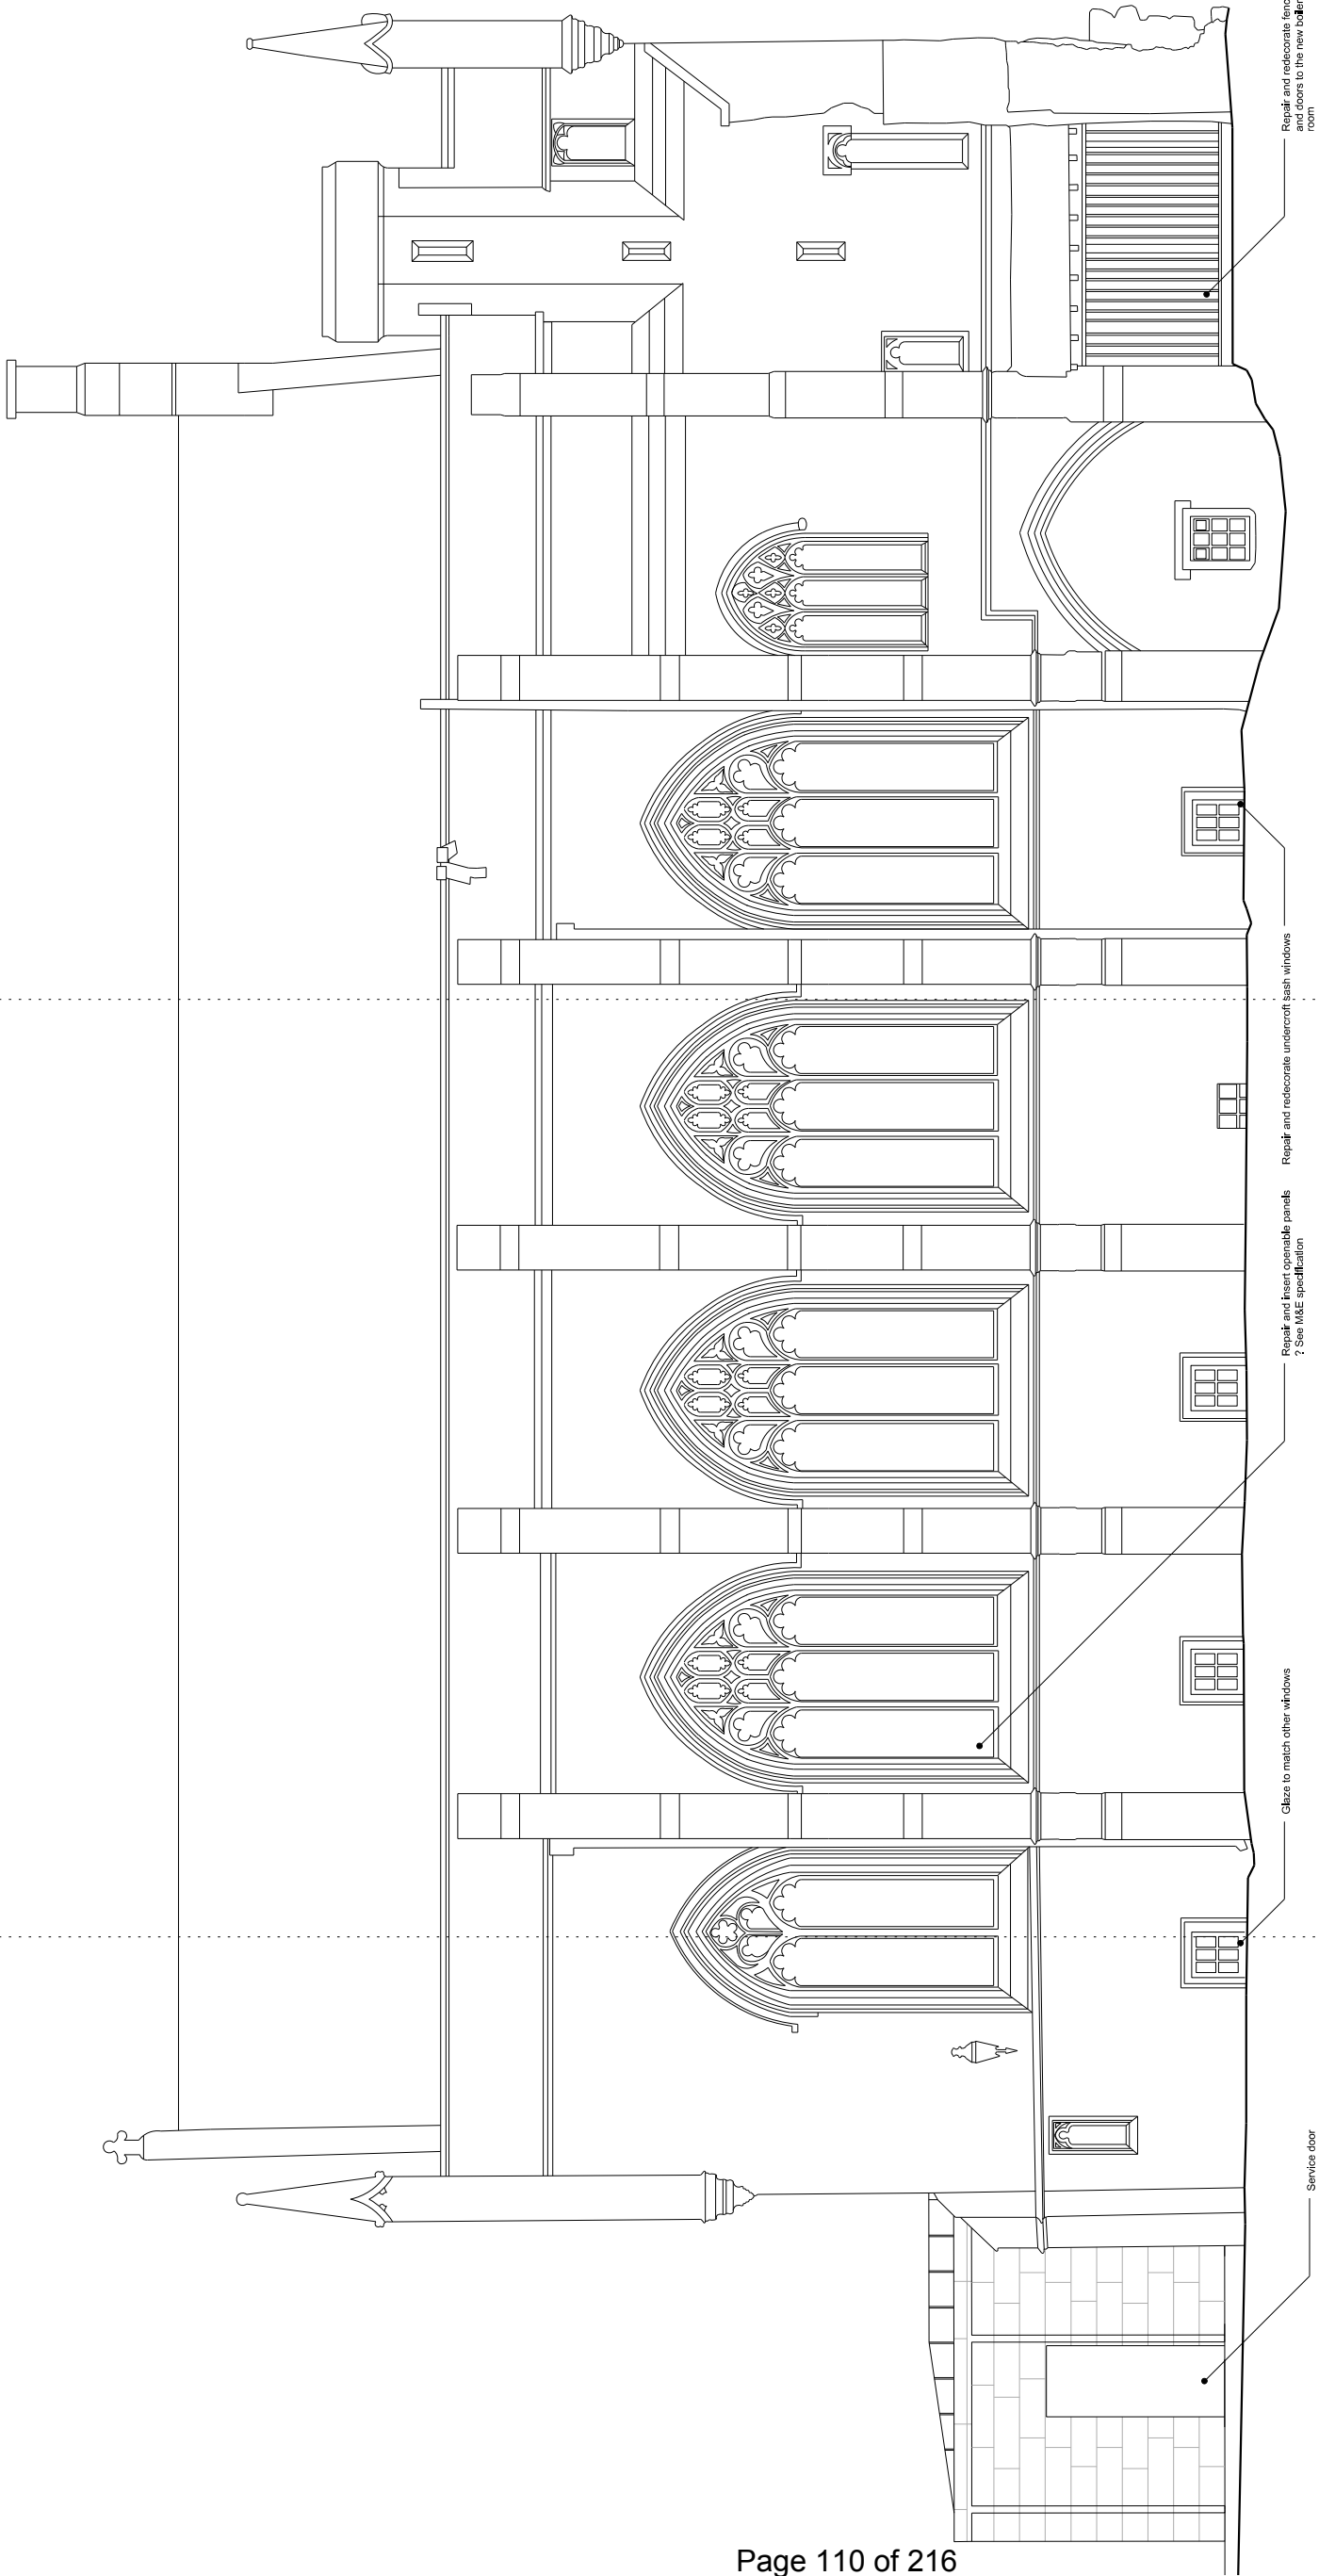 Service door
Glaze to match other windows
Repair and insert openable panels
? See M&E specification
Repair and redecorate undercroft sash windows
Repair and redecorate fence
and doors to the new boiler
room
Page 110 of 216